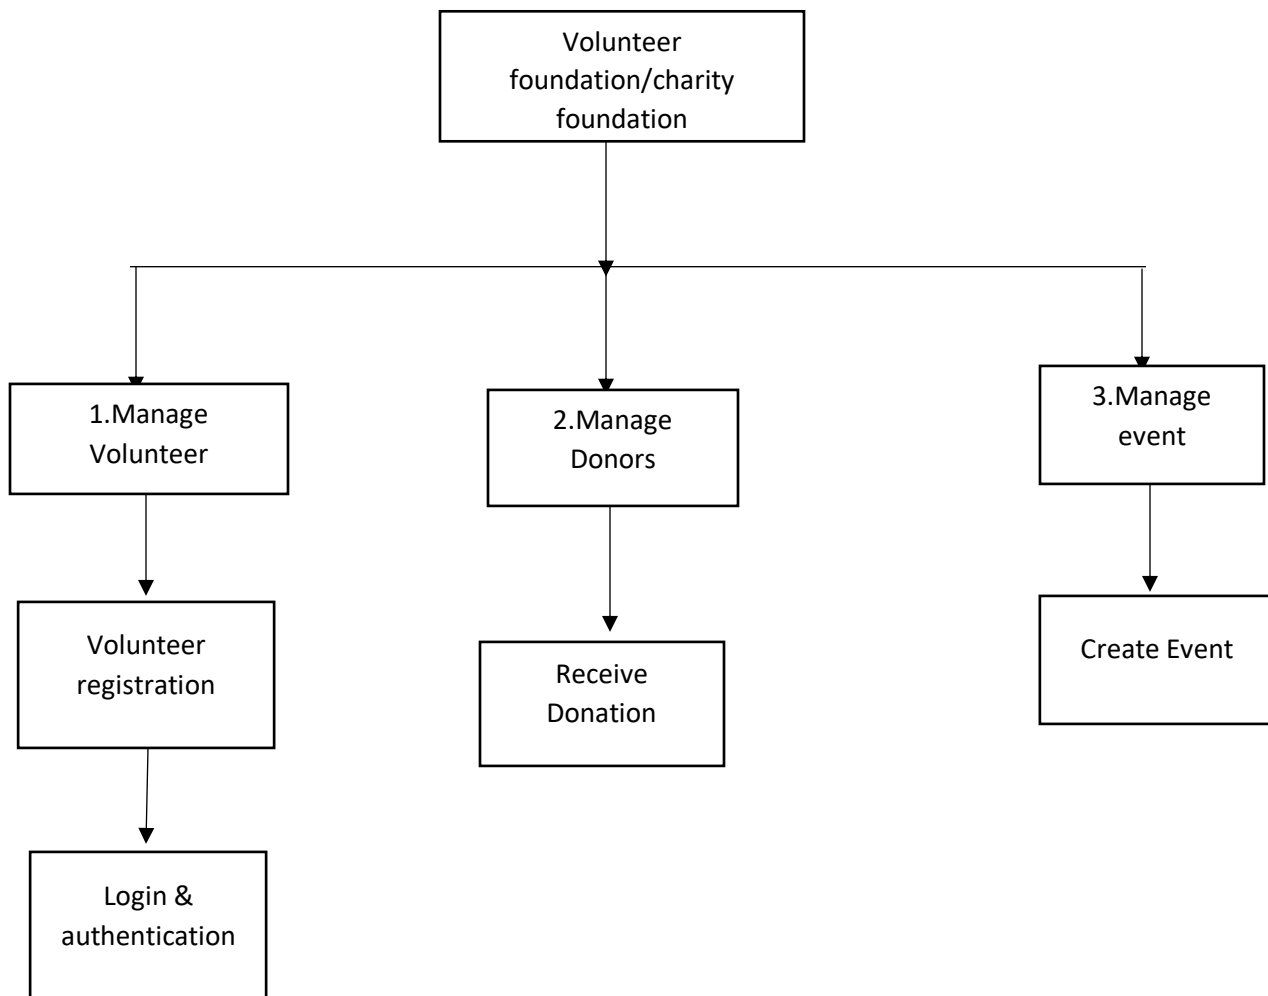 Volunteer
foundation/charity
foundation
1.Manage
Volunteer
2.Manage
Donors
3.Manage
event
Volunteer
registration
Receive
Donation
Create Event
Login &
authentication